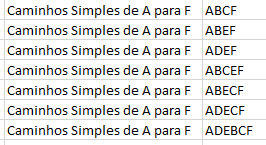 Caminhos Simples de A para F ABCF
Caminhos Simples de A para F ABEF
Caminhos Simples de A para F ADEF
Caminhos Simples de A para F ABCEF
Caminhos Simples de A para F ABECF
Caminhos Simples de A para F ADECF
Caminhos Simples de A para F ADEBCF